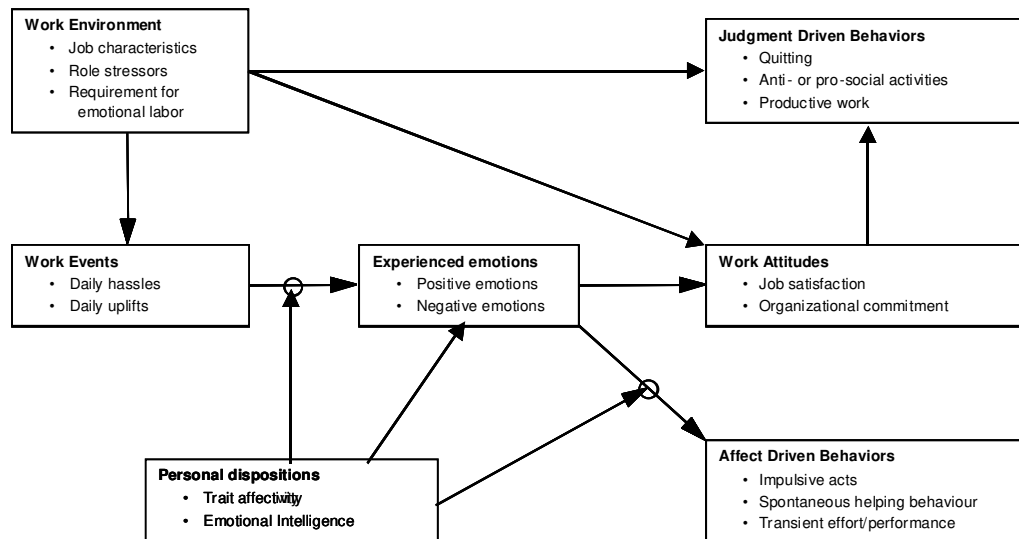 Work Environment
• Job characteristics
• Role stressors
• Requirement for
emotional labor
Judgment Driven Behaviors
• Quitting
• Anti- or pro-social activities
• Productive work
Work Events
• Daily hassles
• Daily uplifts
Experienced emotions
• Positive emotions
• Negative emotions
Work Attitudes
• Job satisfaction
• Organizational commitment
Personal dispositions
• Trait affectivity
• Emotional Intelligence
Affect Driven Behaviors
• Impulsive acts
• Spontaneous helping behaviour
• Transient effort/performance